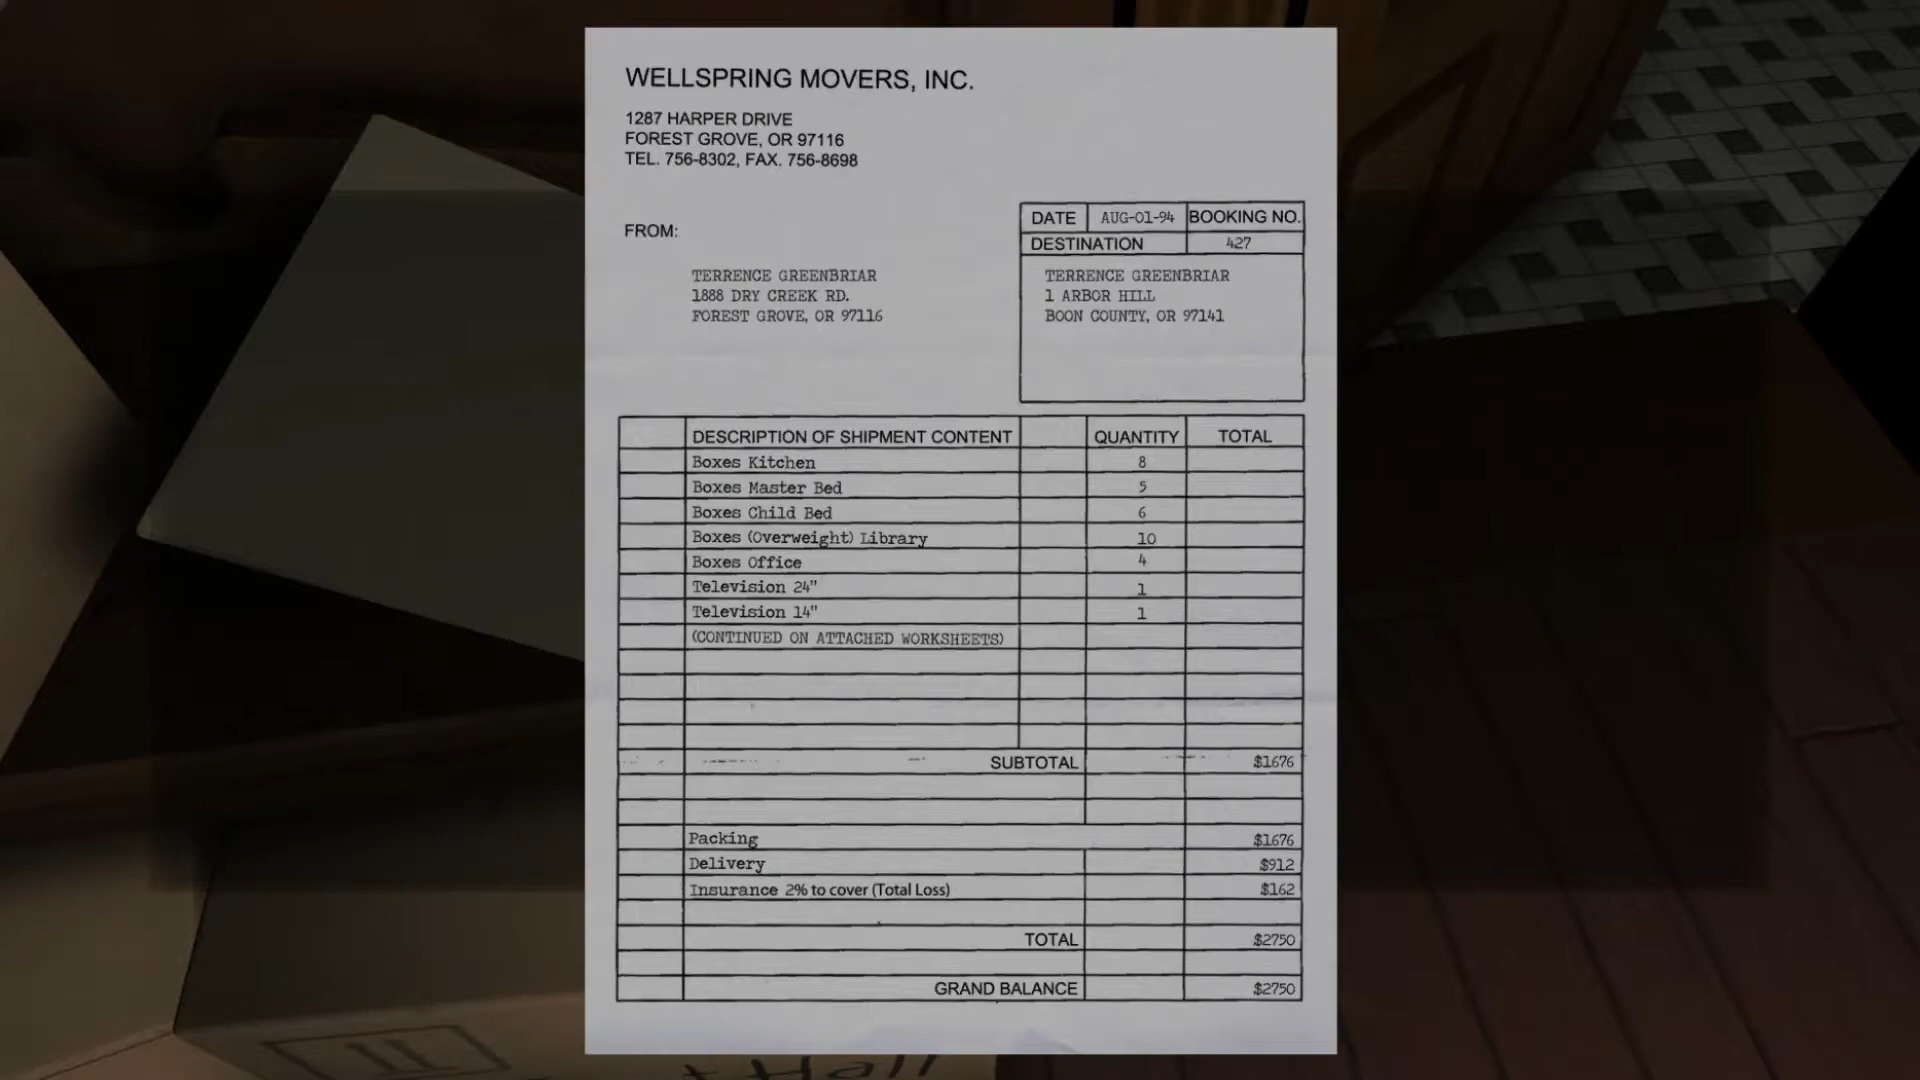 WELLSPRING MOVERS, INC.
1287 HARPER DRIVE
FOREST GROVE, OR 97116
TEL. 756-8302, FAX. 756-8698
FROM:
TERRENCE GREENBRIAR
1888 DRY CREEK RD.
FOREST GROVE, OR 97116
DATE AUG-01-94 BOOKING NO.
DESTINATION 427
TERRENCE GREENBRIAR
1 ARBOR HILL
BOON COUNTY, OR 97141
DESCRIPTION OF SHIPMENT CONTENT QUANTITY TOTAL
Boxes Kitchen 8
Boxes Master Bed 5
Boxes Child Bed 6
Boxes (Overweight) Library 10
Boxes Office 4
Television 24" 1
Television 14" 1
(CONTINUED ON ATTACHED WORKSHEETS)
SUBTOTAL $1676
Packing $1676
Delivery $912
Insurance 2% to cover (Total Loss) $162
TOTAL $2750
GRAND BALANCE $2750
Hall